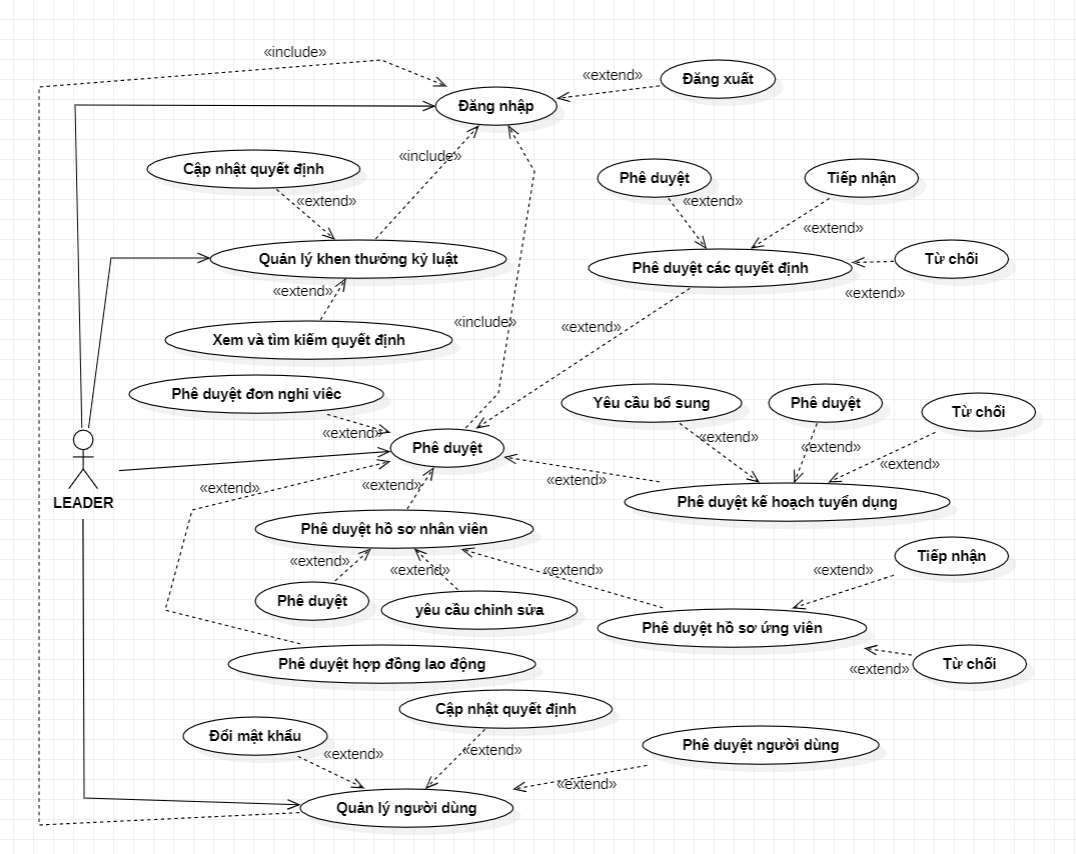 «include»
«extend»
Đăng xuất
Đăng nhập
Cập nhật quyết định
«include»
«extend»
Phê duyệt
Tiếp nhận
«extend»
«extend»
Quản lý khen thưởng kỷ luật
Phê duyệt các quyết định
Từ chối
«extend»
«extend»
Xem và tìm kiếm quyết định
«include»
«extend»
Phê duyệt đơn nghỉ viêc
«extend»
Yêu cầu bổ sung
Phê duyệt
Từ chối
«extend»
«extend»
«extend»
Phê duyệt
LEADER
«extend»
«extend»
«extend»
Phê duyệt kế hoạch tuyển dụng
Phê duyệt hồ sơ nhân viên
«extend»
«extend»
«extend»
«extend»
Tiếp nhận
Phê duyệt
yêu cầu chỉnh sửa
Phê duyệt hồ sơ ứng viên
Phê duyệt hợp đồng lao động
«extend»
Từ chối
Cập nhật quyết định
Đổi mật khẩu
«extend»
«extend»
Phê duyệt người dùng
«extend»
Quản lý người dùng